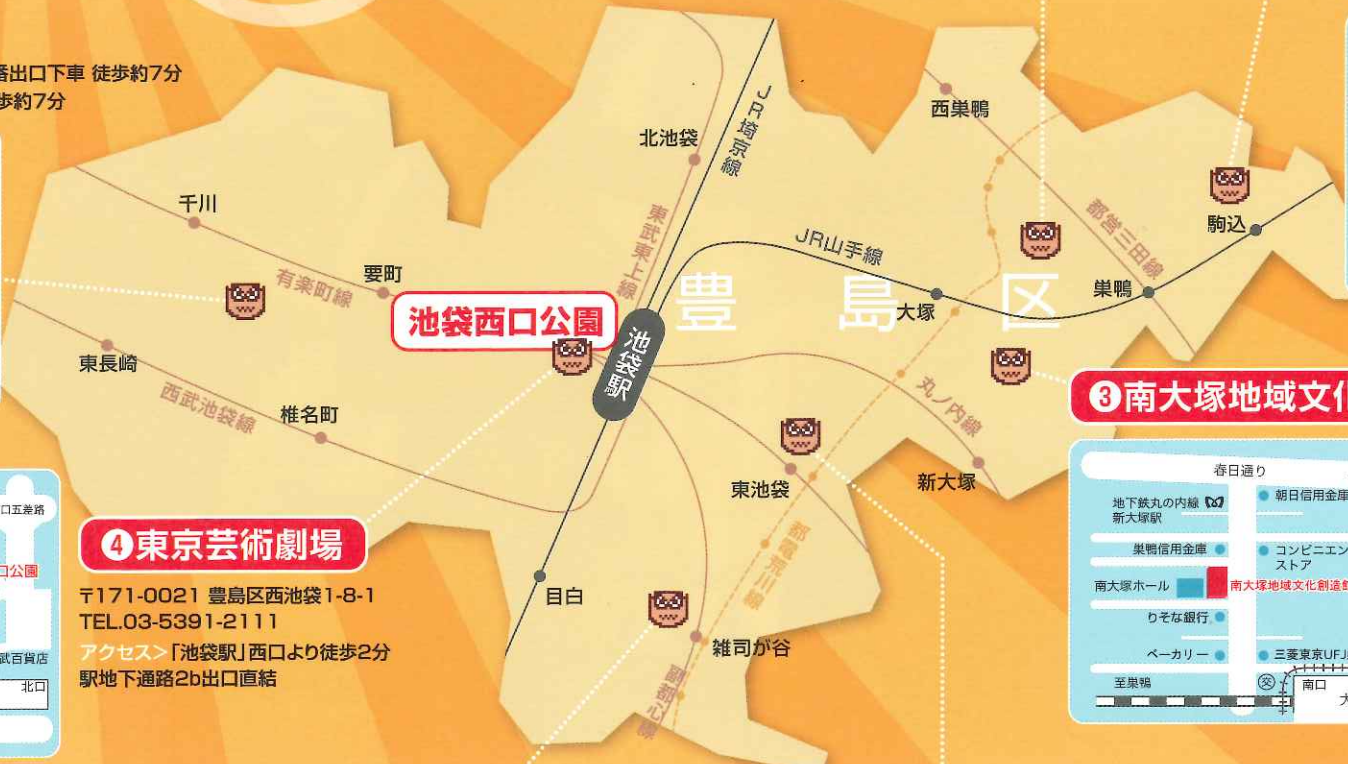 番出口下車 徒歩約7分
歩約7分
西巣鴨
北池袋
JR埼京線
都営三田線
駒込
千川
東武東上線
JR山手線
有楽町線
要町
巣鴨
豊島区
大塚
池袋西口公園
池袋駅
東長崎
西武池袋線
椎名町
丸ノ内線
東池袋
新大塚
都電荒川線
目白
雑司が谷
副都心線
❸南大塚地域文化
春日通り
地下鉄丸の内線
新大塚駅
朝日信用金庫
巣鴨信用金庫
コンビニエン
ストア
南大塚ホール
南大塚地域文化創造館
りそな銀行
ベーカリー
三菱東京UFJ
至巣鴨
交
南口
大
口五差路
口公園
武百貨店
北口
❹東京芸術劇場
〒171-0021 豊島区西池袋1-8-1
TEL.03-5391-2111
アクセス>「池袋駅」西口より徒歩2分
駅地下通路2b出口直結